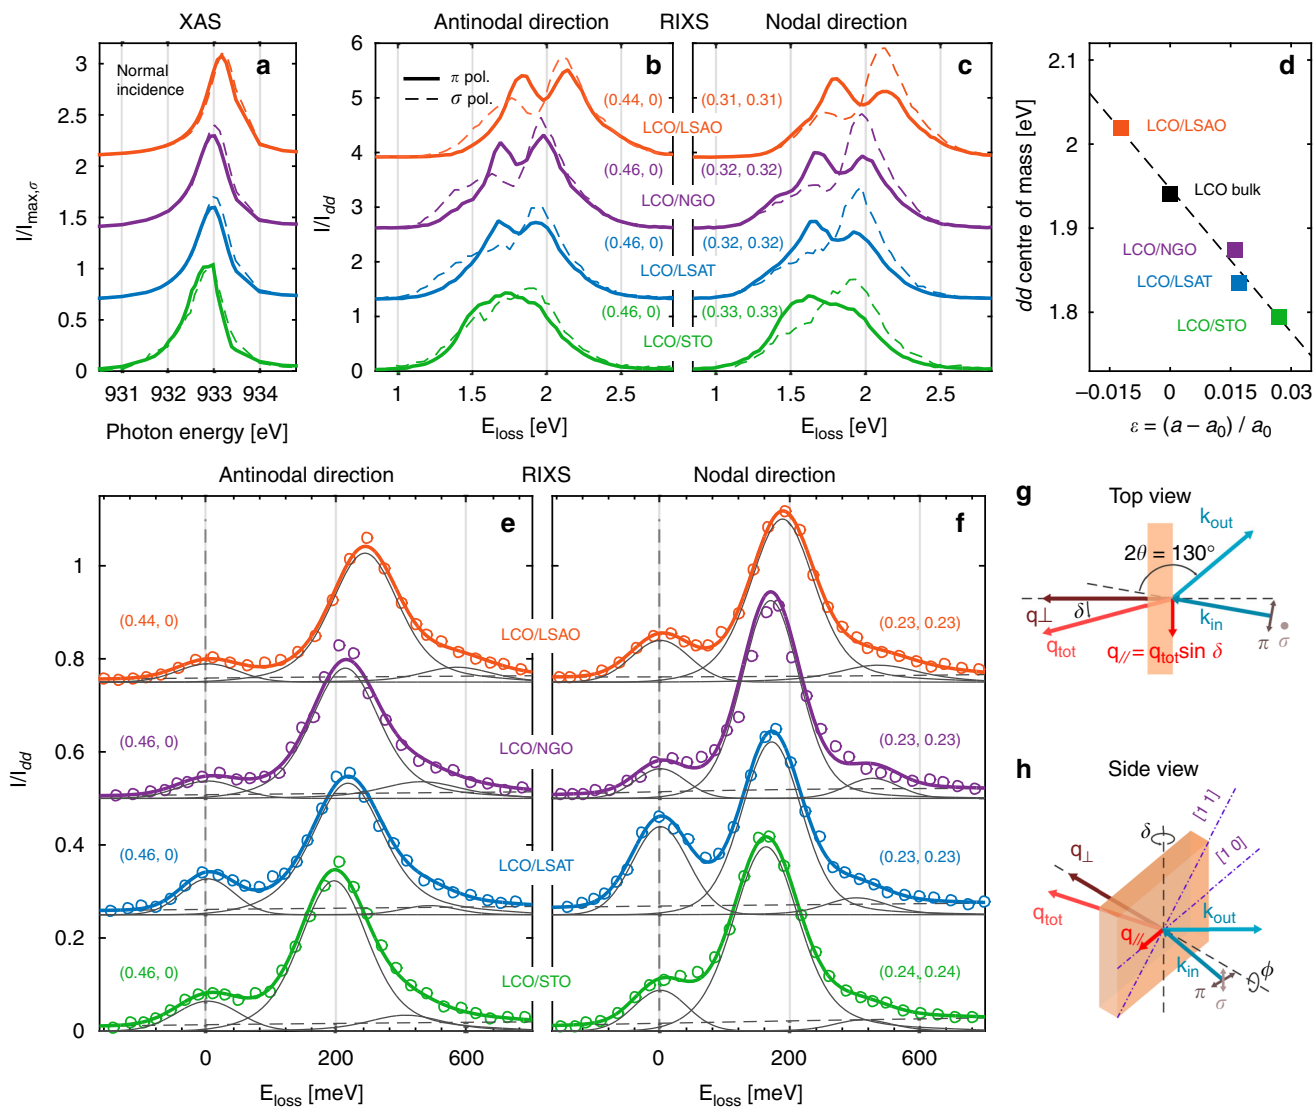 XAS
Antinodal direction
RIXS
Nodal direction
a
Normal
incidence
I/I_max,σ
3
2.5
2
1.5
1
0.5
0
931
932
933
934
Photon energy [eV]
b
π pol.
σ pol.
I/I_dd
6
5
4
3
2
1
0
(0.44, 0)
LCO/LSAO
(0.46, 0)
LCO/NGO
(0.46, 0)
LCO/LSAT
(0.46, 0)
LCO/STO
1
1.5
2
2.5
E_loss [eV]
c
(0.31, 0.31)
(0.32, 0.32)
(0.32, 0.32)
(0.33, 0.33)
1
1.5
2
2.5
E_loss [eV]
d
dd centre of mass [eV]
2.1
2
1.9
1.8
LCO/LSAO
LCO bulk
LCO/NGO
LCO/LSAT
LCO/STO
-0.015
0
0.015
0.03
ε = (a – a₀) / a₀
Antinodal direction
RIXS
Nodal direction
e
I/I_dd
1
0.8
0.6
0.4
0.2
0
(0.44, 0)
LCO/LSAO
(0.46, 0)
LCO/NGO
(0.46, 0)
LCO/LSAT
(0.46, 0)
LCO/STO
0
200
600
E_loss [meV]
f
(0.23, 0.23)
(0.23, 0.23)
(0.23, 0.23)
(0.24, 0.24)
0
200
600
E_loss [meV]
g
Top view
k_out
2θ = 130°
q⊥
δ
k_in
q_tot
π
σ
q_// = q_tot sin δ
h
Side view
[1 1]
[1 0]
δ
q⊥
q_tot
q_//
k_out
k_in
π
σ
ϕ